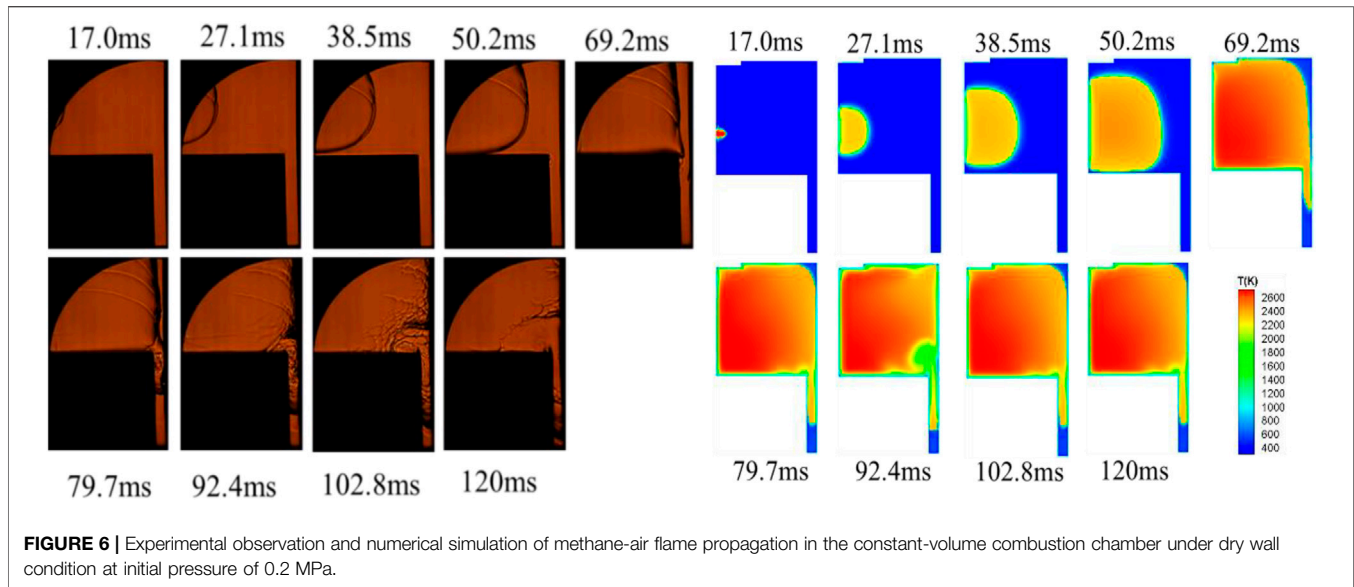 17.0ms 27.1ms 38.5ms 50.2ms 69.2ms
79.7ms 92.4ms 102.8ms 120ms
17.0ms 27.1ms 38.5ms 50.2ms 69.2ms
79.7ms 92.4ms 102.8ms 120ms
T(K)
2600
2400
2200
2000
1800
1600
1400
1200
1000
800
600
400
FIGURE 6 | Experimental observation and numerical simulation of methane-air flame propagation in the constant-volume combustion chamber under dry wall
condition at initial pressure of 0.2 MPa.